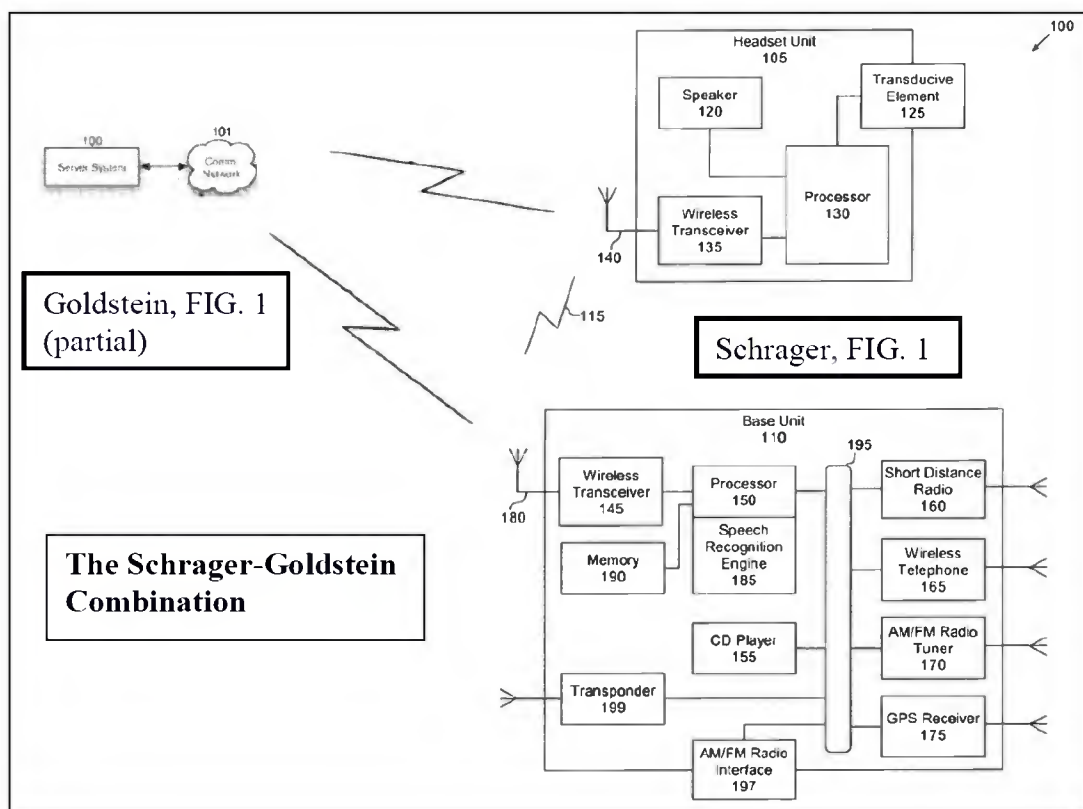 100
Headset Unit
105
Speaker
120
Transducive
Element
125
Processor
130
Wireless
Transceiver
135
140
100
Server System
101
Comm
Network
115
Goldstein, FIG. 1
(partial)
Schrager, FIG. 1
Base Unit
110
195
180
Wireless
Transceiver
145
Processor
150
Speech
Recognition
Engine
185
Memory
190
Short Distance
Radio
160
Wireless
Telephone
165
The Schrager-Goldstein
Combination
CD Player
155
AM/FM Radio
Tuner
170
Transponder
199
GPS Receiver
175
AM/FM Radio
Interface
197